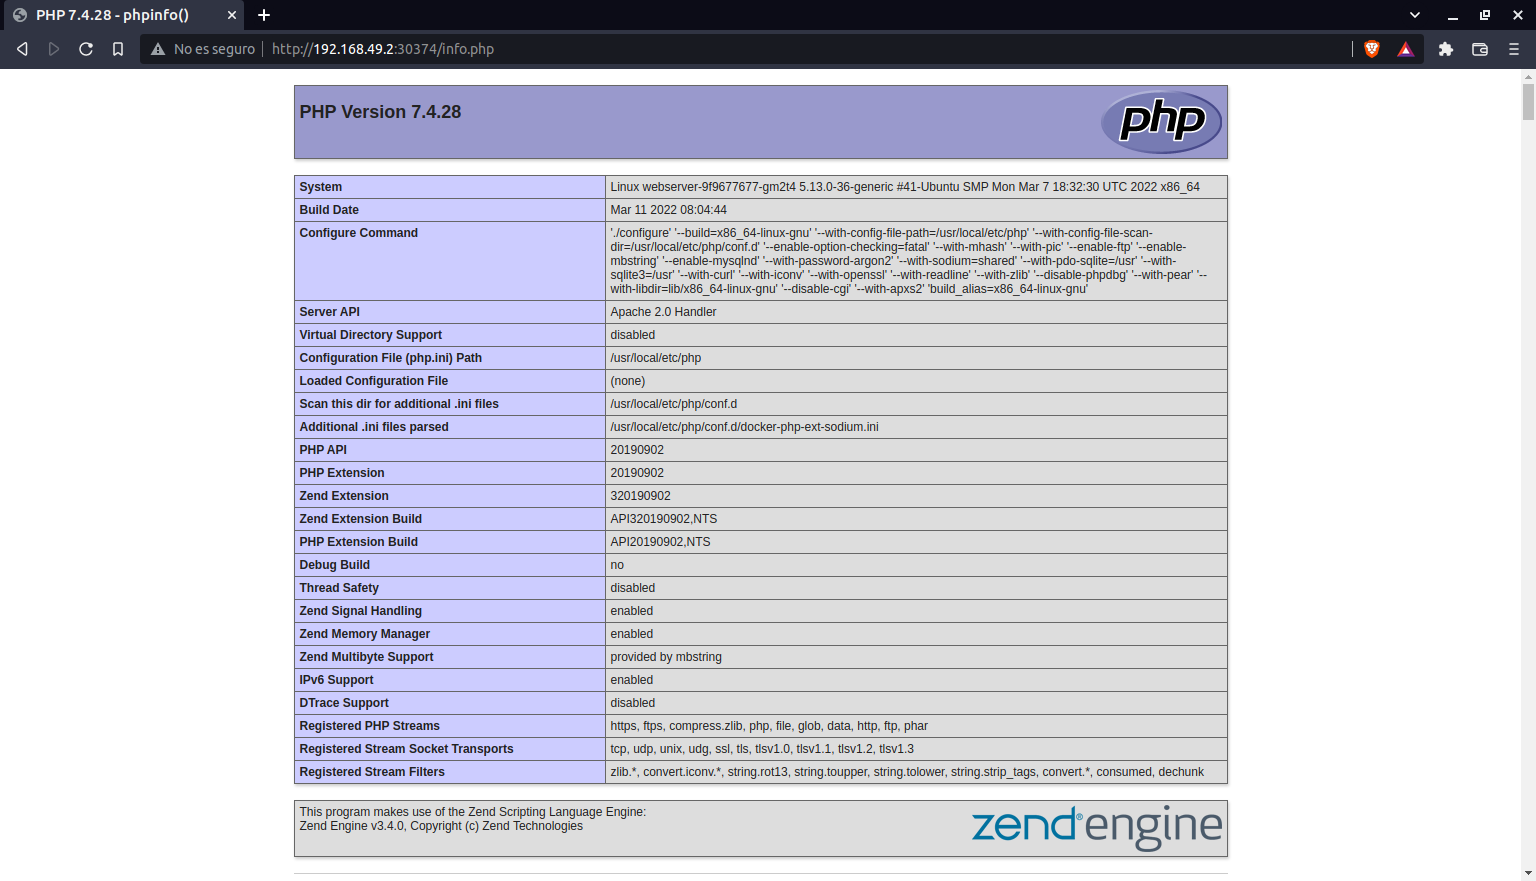 PHP 7.4.28 - phpinfo()
No es seguro
http://192.168.49.2:30374/info.php
PHP Version 7.4.28
php
System Linux webserver-9f9677677-gm2t4 5.13.0-36-generic #41-Ubuntu SMP Mon Mar 7 18:32:30 UTC 2022 x86_64
Build Date Mar 11 2022 08:04:44
Configure Command './configure' '--build=x86_64-linux-gnu' '--with-config-file-path=/usr/local/etc/php' '--with-config-file-scan-
dir=/usr/local/etc/php/conf.d' '--enable-option-checking=fatal' '--with-mhash' '--with-pic' '--enable-ftp' '--enable-
mbstring' '--enable-mysqlnd' '--with-password-argon2' '--with-sodium=shared' '--with-pdo-sqlite=/usr' '--with-
sqlite3=/usr' '--with-curl' '--with-iconv' '--with-openssl' '--with-readline' '--with-zlib' '--disable-phpdbg' '--with-pear' '--
with-libdir=lib/x86_64-linux-gnu' '--disable-cgi' '--with-apxs2' 'build_alias=x86_64-linux-gnu'
Server API Apache 2.0 Handler
Virtual Directory Support disabled
Configuration File (php.ini) Path /usr/local/etc/php
Loaded Configuration File (none)
Scan this dir for additional .ini files /usr/local/etc/php/conf.d
Additional .ini files parsed /usr/local/etc/php/conf.d/docker-php-ext-sodium.ini
PHP API 20190902
PHP Extension 20190902
Zend Extension 320190902
Zend Extension Build API320190902,NTS
PHP Extension Build API20190902,NTS
Debug Build no
Thread Safety disabled
Zend Signal Handling enabled
Zend Memory Manager enabled
Zend Multibyte Support provided by mbstring
IPv6 Support enabled
DTrace Support disabled
Registered PHP Streams https, ftps, compress.zlib, php, file, glob, data, http, ftp, phar
Registered Stream Socket Transports tcp, udp, unix, udg, ssl, tls, tlsv1.0, tlsv1.1, tlsv1.2, tlsv1.3
Registered Stream Filters zlib.*, convert.iconv.*, string.rot13, string.toupper, string.tolower, string.strip_tags, convert.*, consumed, dechunk
This program makes use of the Zend Scripting Language Engine:
Zend Engine v3.4.0, Copyright (c) Zend Technologies
zend® engine